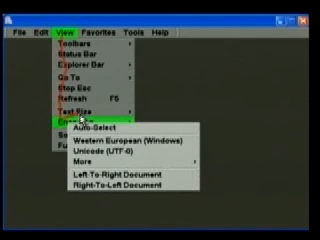 File Edit View Favorites Tools Help
Toolbars
Status Bar
Explorer Bar
Go To
Stop Esc
Refresh F5
Text Size
Auto-Select
Western European (Windows)
Unicode (UTF-0)
More
Left-To-Right Document
Right-To-Left Document